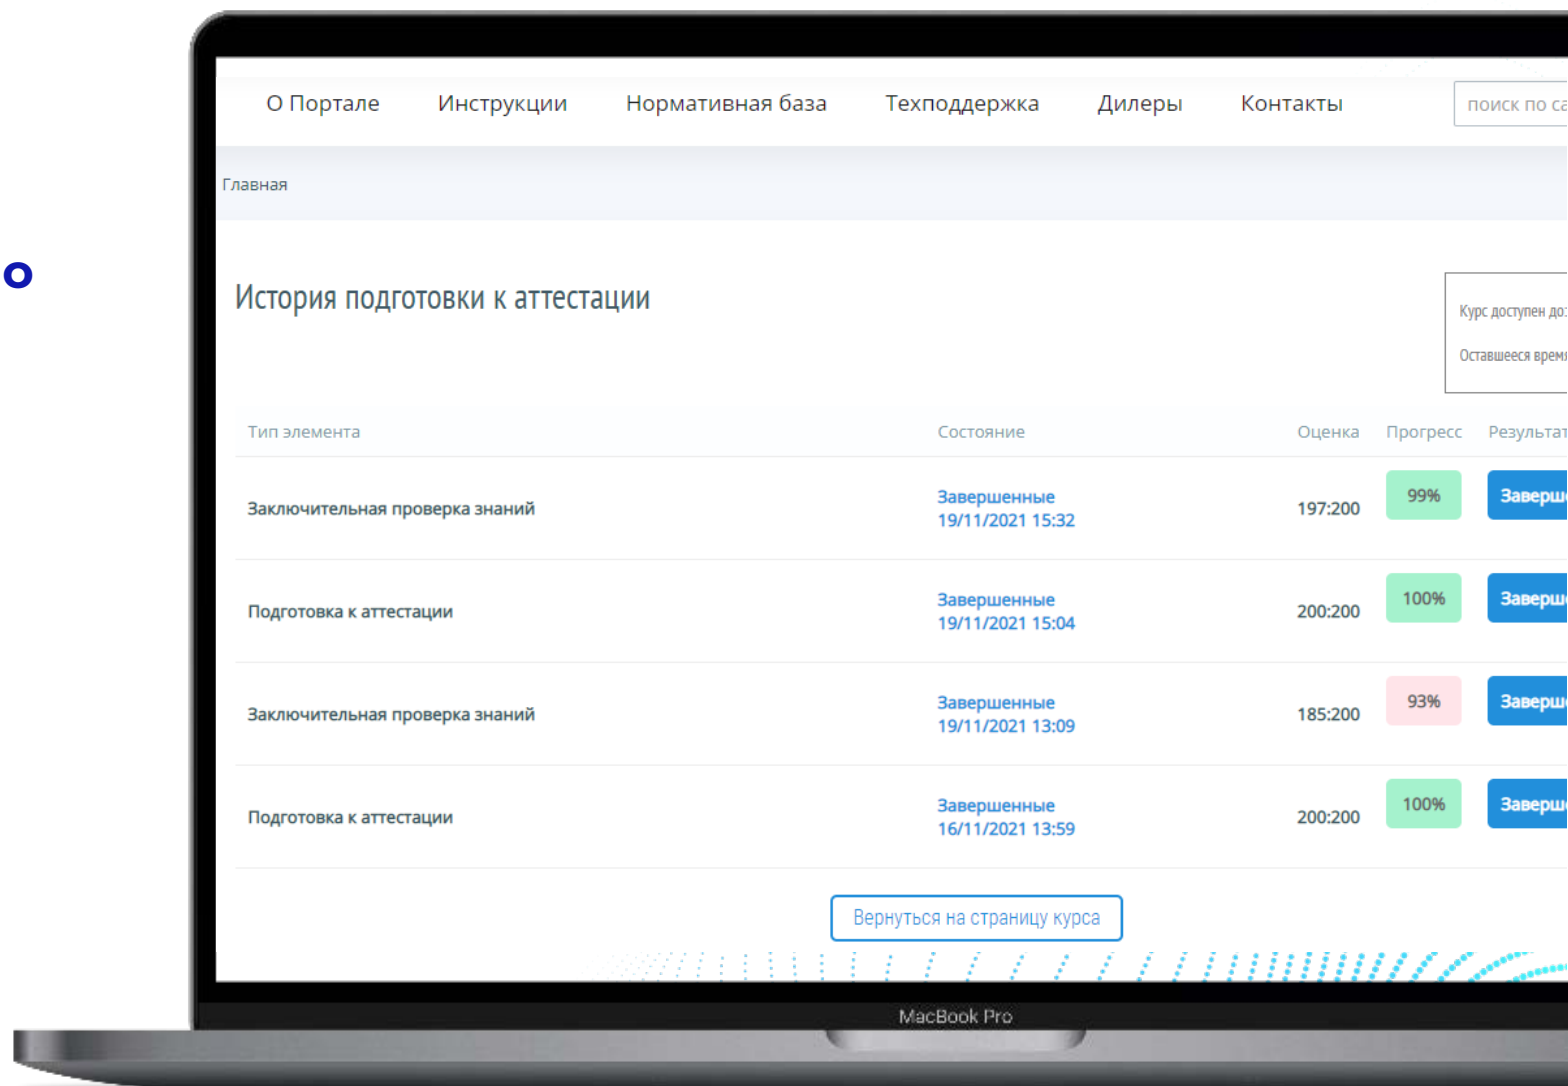 О Портале Инструкции Нормативная база Техподдержка Дилеры Контакты поиск по са
Главная
о
История подготовки к аттестации
Курс доступен до:
Оставшееся время
Тип элемента Состояние Оценка Прогресс Результат
Заключительная проверка знаний Завершенные 19/11/2021 15:32 197:200 99% Заверше
Подготовка к аттестации Завершенные 19/11/2021 15:04 200:200 100% Заверше
Заключительная проверка знаний Завершенные 19/11/2021 13:09 185:200 93% Заверше
Подготовка к аттестации Завершенные 16/11/2021 13:59 200:200 100% Заверше
Вернуться на страницу курса
MacBook Pro